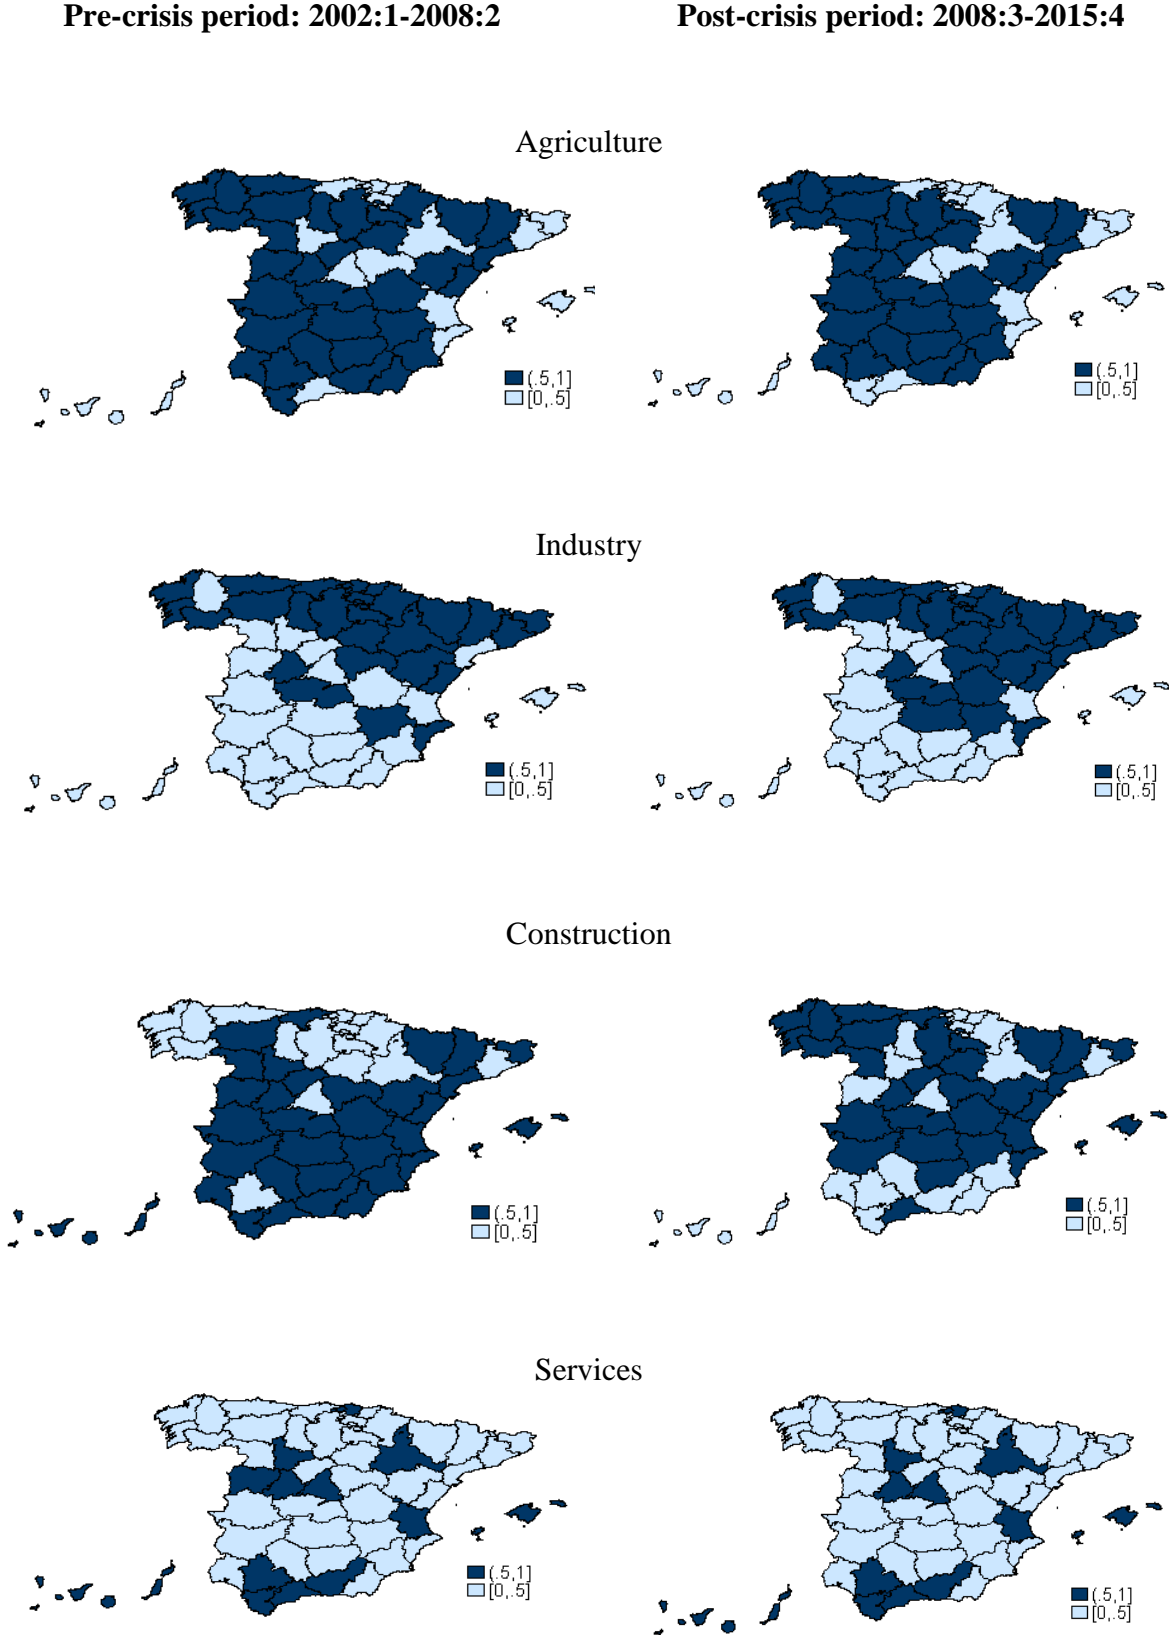 Pre-crisis period: 2002:1-2008:2
Post-crisis period: 2008:3-2015:4
Agriculture
(.5,1]
[0,.5]
(.5,1]
[0,.5]
Industry
(.5,1]
[0,.5]
(.5,1]
[0,.5]
Construction
(.5,1]
[0,.5]
(.5,1]
[0,.5]
Services
(.5,1]
[0,.5]
(.5,1]
[0,.5]